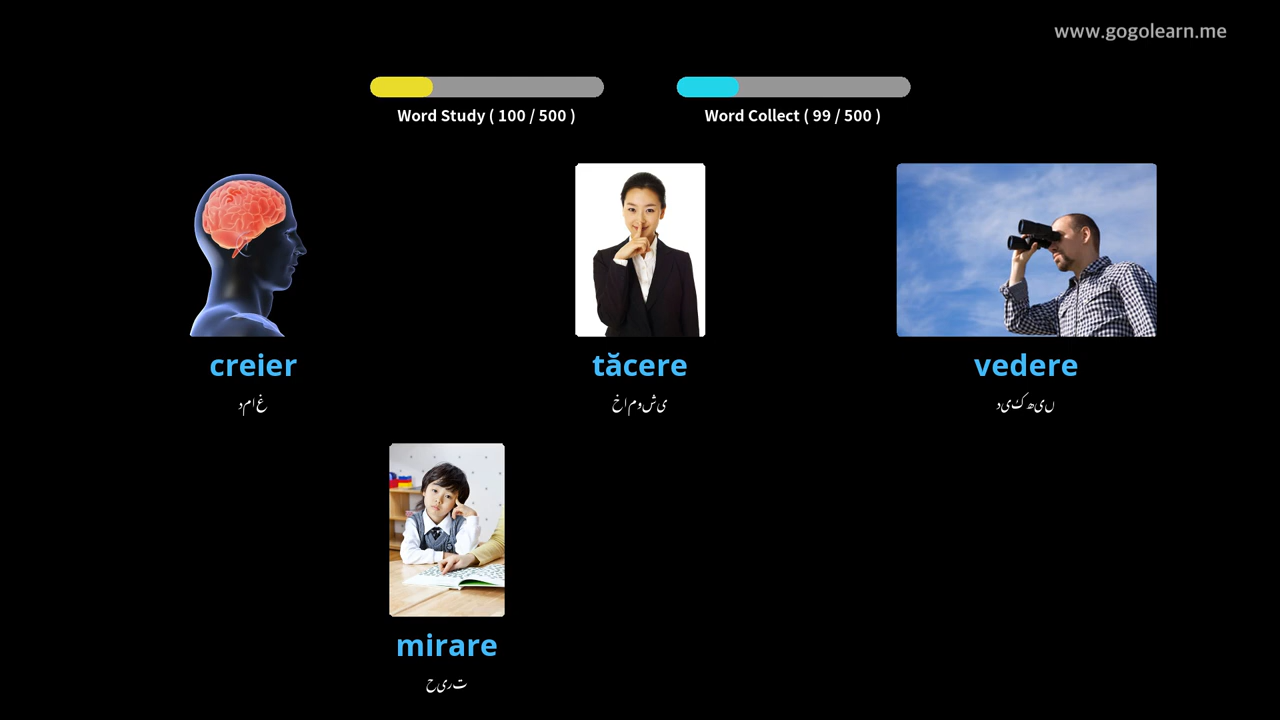 www.gogolearn.me
Word Study ( 100 / 500 )
Word Collect ( 99 / 500 )
creier
دماغ
tăcere
خاموشی
vedere
دیکھیں
mirare
حیرت